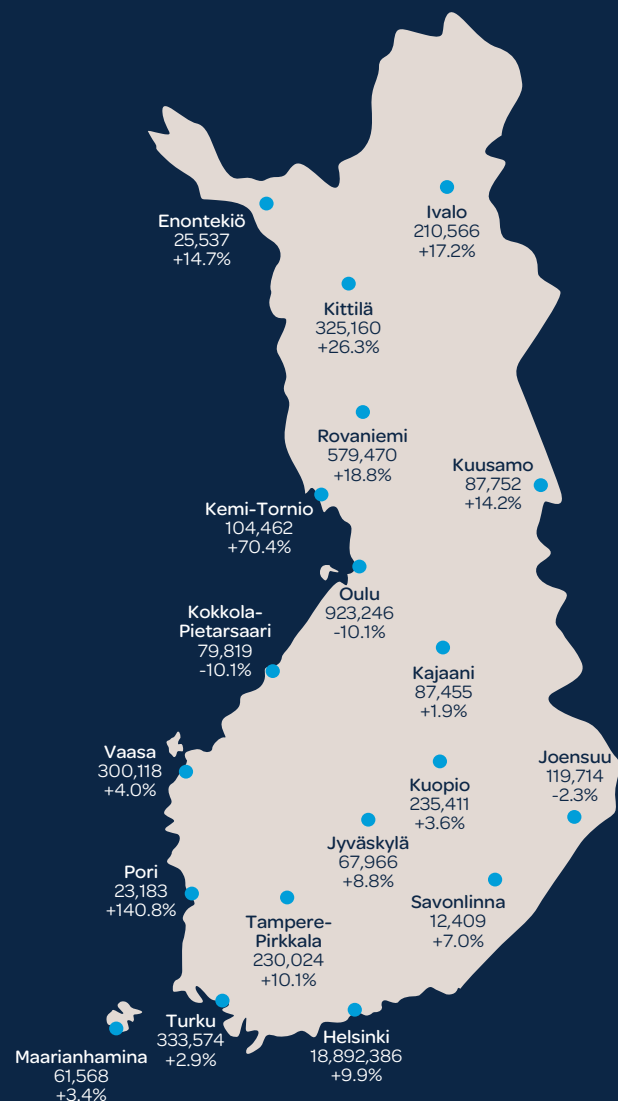 Enontekiö
25,537
+14.7%
Ivalo
210,566
+17.2%
Kittilä
325,160
+26.3%
Rovaniemi
579,470
+18.8%
Kuusamo
87,752
+14.2%
Kemi-Tornio
104,462
+70.4%
Oulu
923,246
-10.1%
Kokkola-
Pietarsaari
79,819
-10.1%
Kajaani
87,455
+1.9%
Vaasa
300,118
+4.0%
Kuopio
235,411
+3.6%
Joensuu
119,714
-2.3%
Jyväskylä
67,966
+8.8%
Pori
23,183
+140.8%
Savonlinna
12,409
+7.0%
Tampere-
Pirkkala
230,024
+10.1%
Turku
333,574
+2.9%
Helsinki
18,892,386
+9.9%
Maarianhamina
61,568
+3.4%